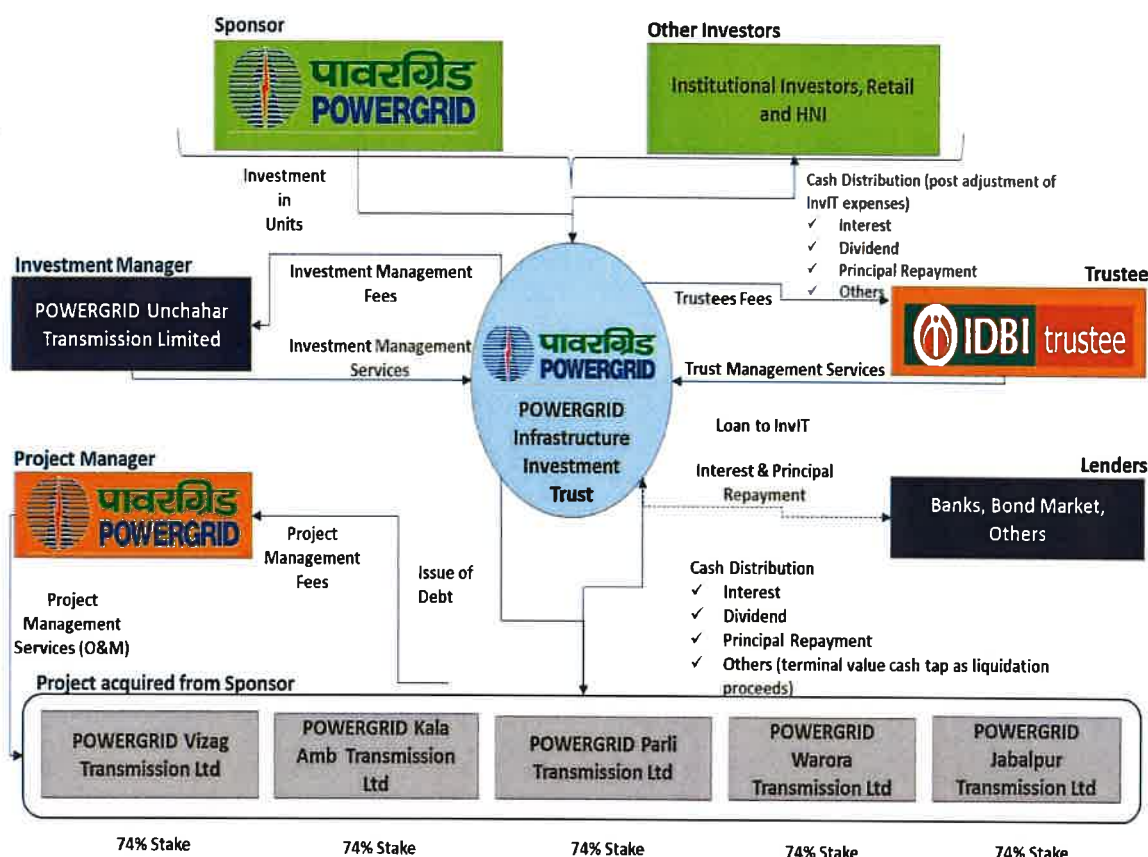 Sponsor
पावरग्रिड
POWERGRID
Other Investors
Institutional Investors, Retail
and HNI
Investment
in
Units
Cash Distribution (post adjustment of
InvIT expenses)
✓ Interest
✓ Dividend
✓ Principal Repayment
✓ Others
Investment Manager
POWERGRID Unchahar
Transmission Limited
Investment Management
Fees
Investment Management
Services
पावरग्रिड
POWERGRID
POWERGRID
Infrastructure
Investment
Trust
Trustees Fees
Trustee
IDBI trustee
Trust Management Services
Loan to InvIT
Interest & Principal
Repayment
Lenders
Banks, Bond Market,
Others
Project Manager
पावरग्रिड
POWERGRID
Project
Management
Fees
Issue of
Debt
Project
Management
Services (O&M)
Cash Distribution
✓ Interest
✓ Dividend
✓ Principal Repayment
✓ Others (terminal value cash tap as liquidation
proceeds)
Project acquired from Sponsor
POWERGRID Vizag
Transmission Ltd
POWERGRID Kala
Amb Transmission
Ltd
POWERGRID Parli
Transmission Ltd
POWERGRID
Warora
Transmission Ltd
POWERGRID
Jabalpur
Transmission Ltd
74% Stake
74% Stake
74% Stake
74% Stake
74% Stake